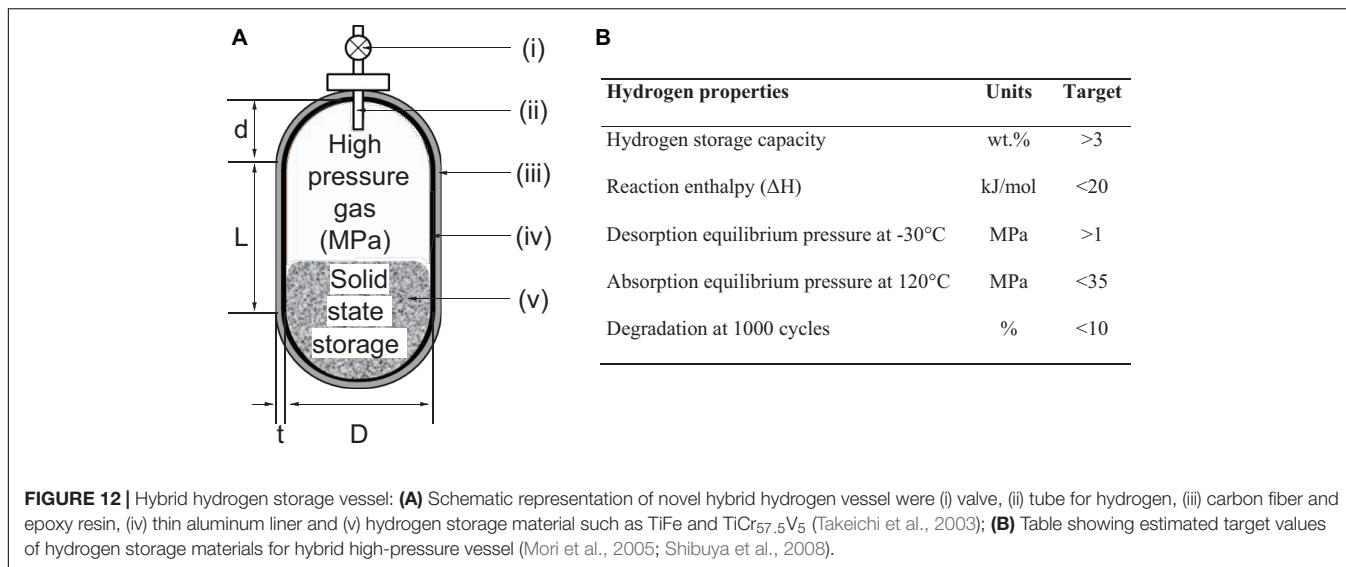 A
(i)
(ii)
d
High
pressure
gas
(MPa)
(iii)
L
(iv)
Solid
state
storage
(v)
t
D
B
Hydrogen properties Units Target
Hydrogen storage capacity wt.% >3
Reaction enthalpy (ΔH) kJ/mol <20
Desorption equilibrium pressure at -30°C MPa >1
Absorption equilibrium pressure at 120°C MPa <35
Degradation at 1000 cycles % <10
FIGURE 12 | Hybrid hydrogen storage vessel: (A) Schematic representation of novel hybrid hydrogen vessel were (i) valve, (ii) tube for hydrogen, (iii) carbon fiber and
epoxy resin, (iv) thin aluminum liner and (v) hydrogen storage material such as TiFe and TiCr57.5V5 (Takeichi et al., 2003); (B) Table showing estimated target values
of hydrogen storage materials for hybrid high-pressure vessel (Mori et al., 2005; Shibuya et al., 2008).